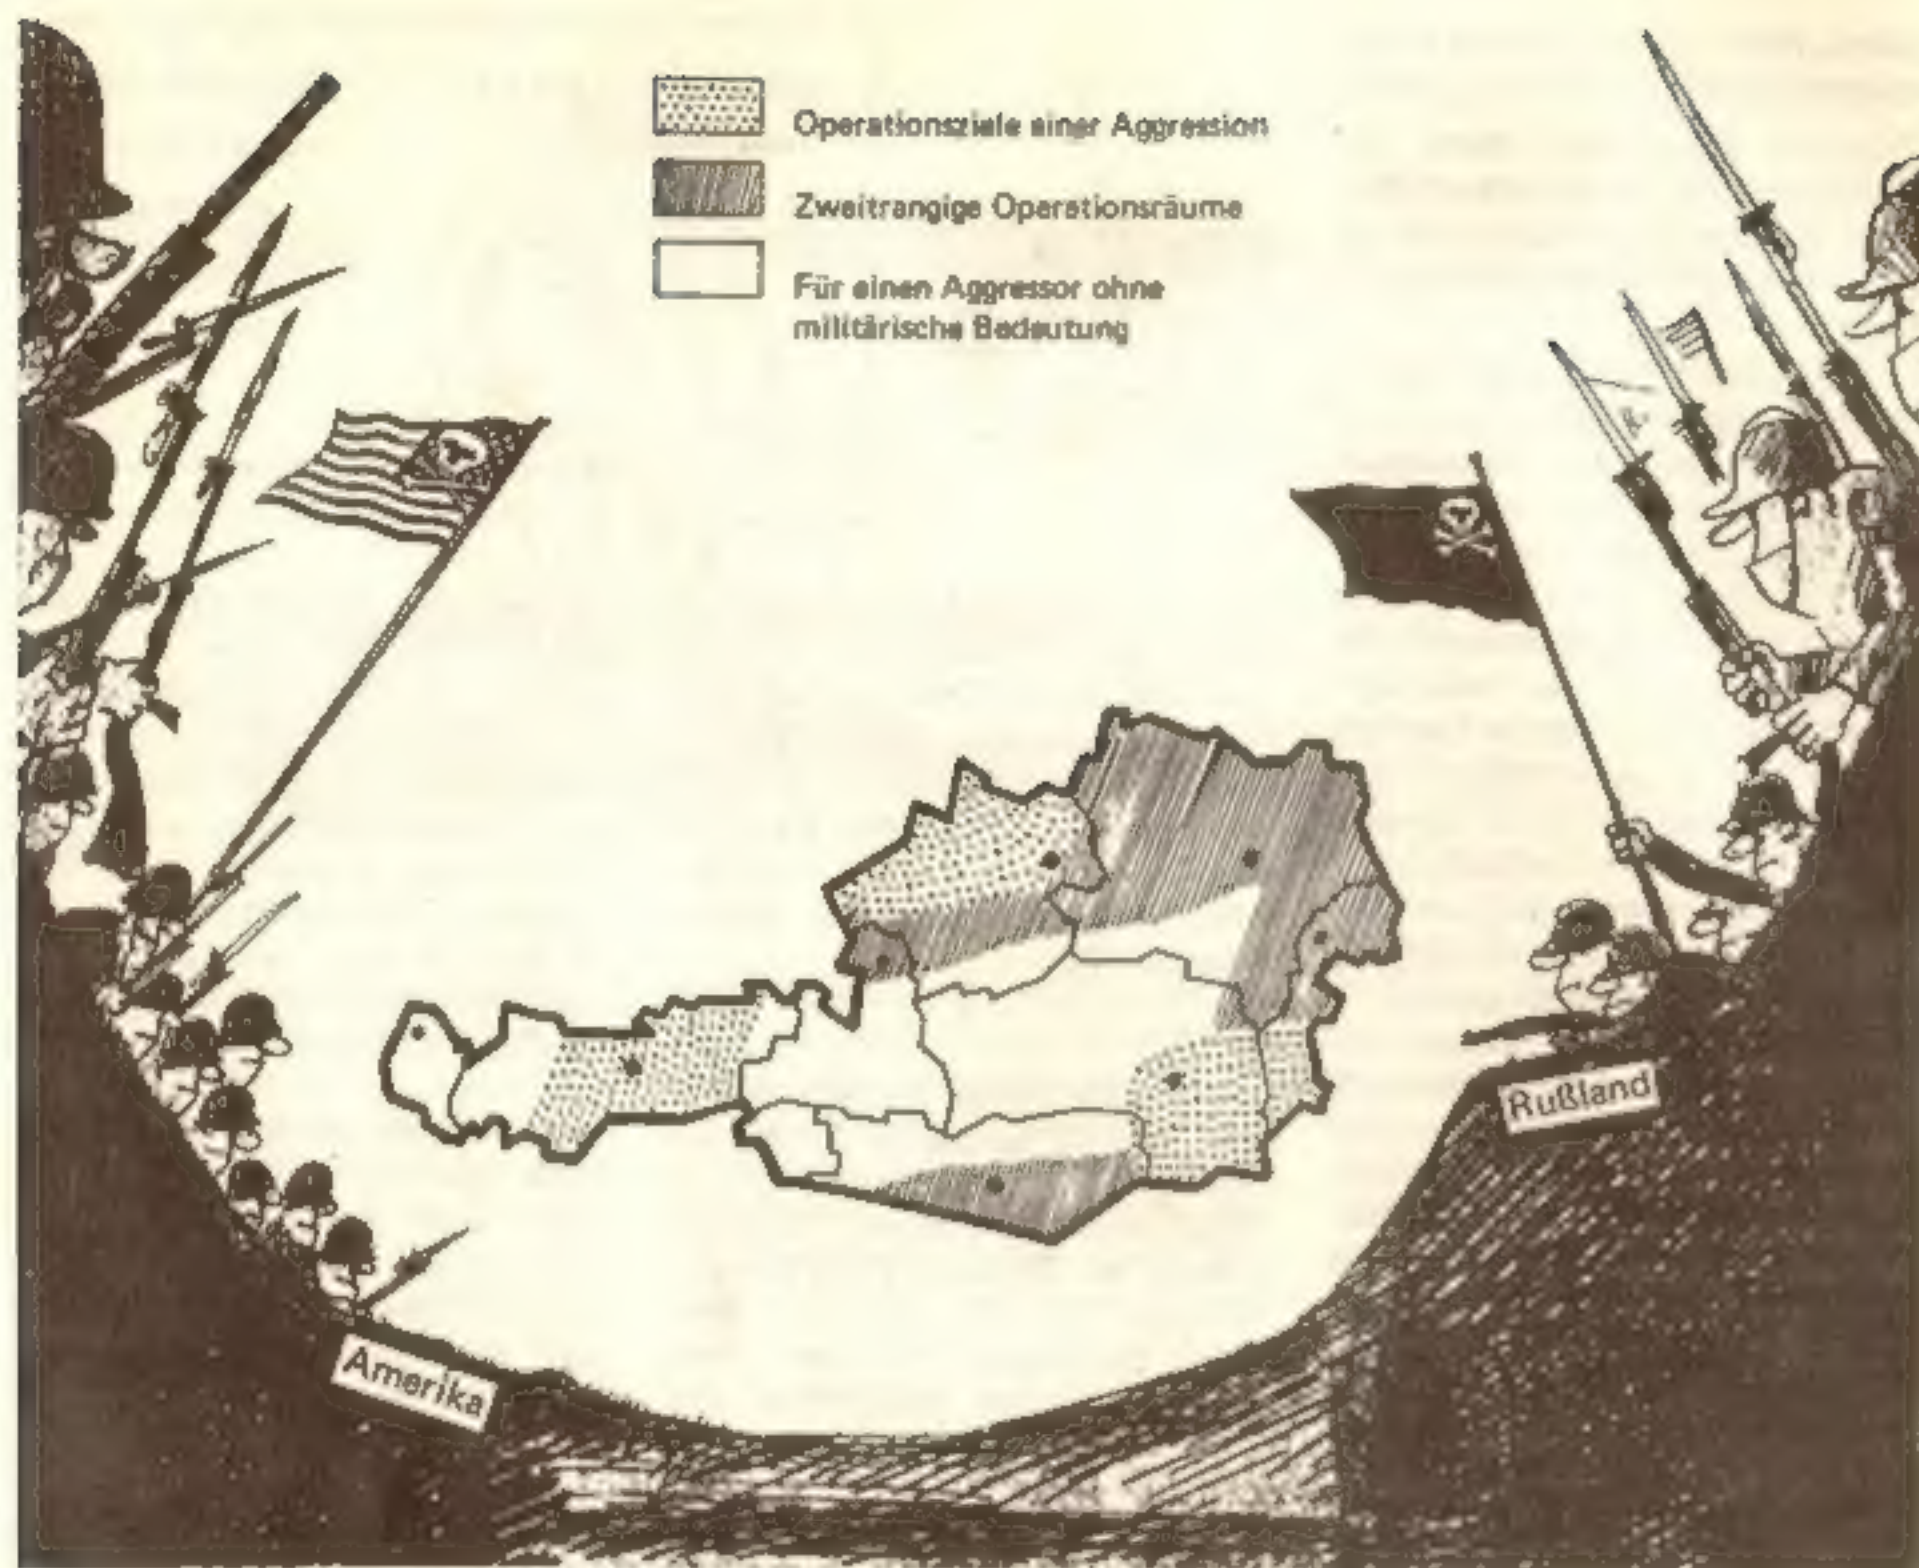 Operationsziele einer Aggression
Zweitrangige Operationsräume
Für einen Aggressor ohne
militärische Bedeutung
Rußland
Amerika